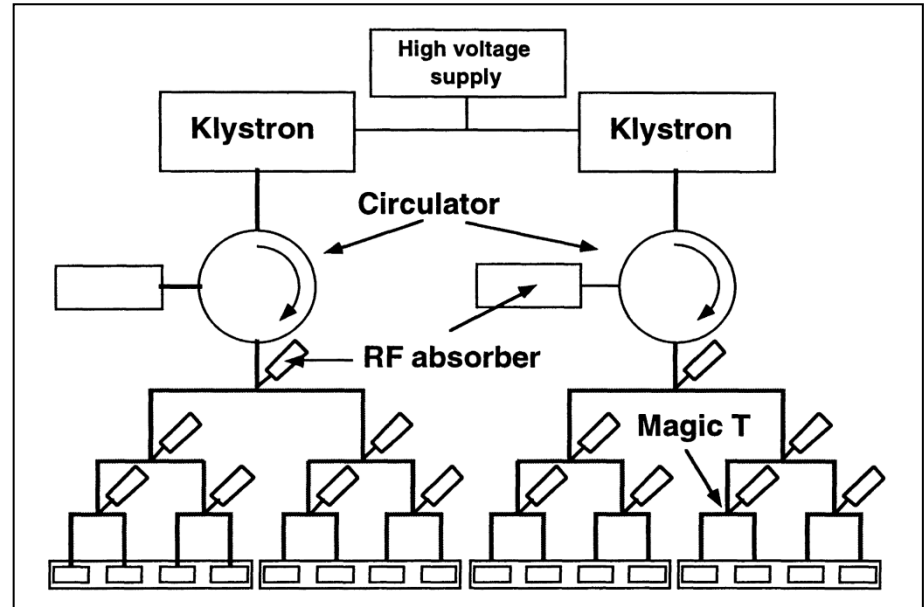 High voltage
supply
Klystron
Klystron
Circulator
RF absorber
Magic T